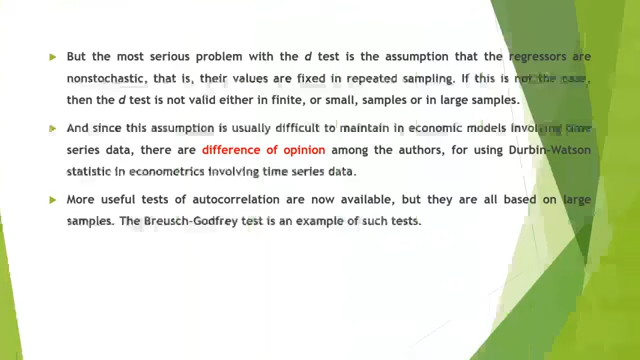 But the most serious problem with the d test is the assumption that the regressors are
nonstochastic, that is, their values are fixed in repeated sampling. If this is not the case,
then the d test is not valid either in finite, or small, samples or in large samples.
And since this assumption is usually difficult to maintain in economic models involving time
series data, there are difference of opinion among the authors, for using Durbin-Watson
statistic in econometrics involving time series data.
More useful tests of autocorrelation are now available, but they are all based on large
samples. The Breusch-Godfrey test is an example of such tests.